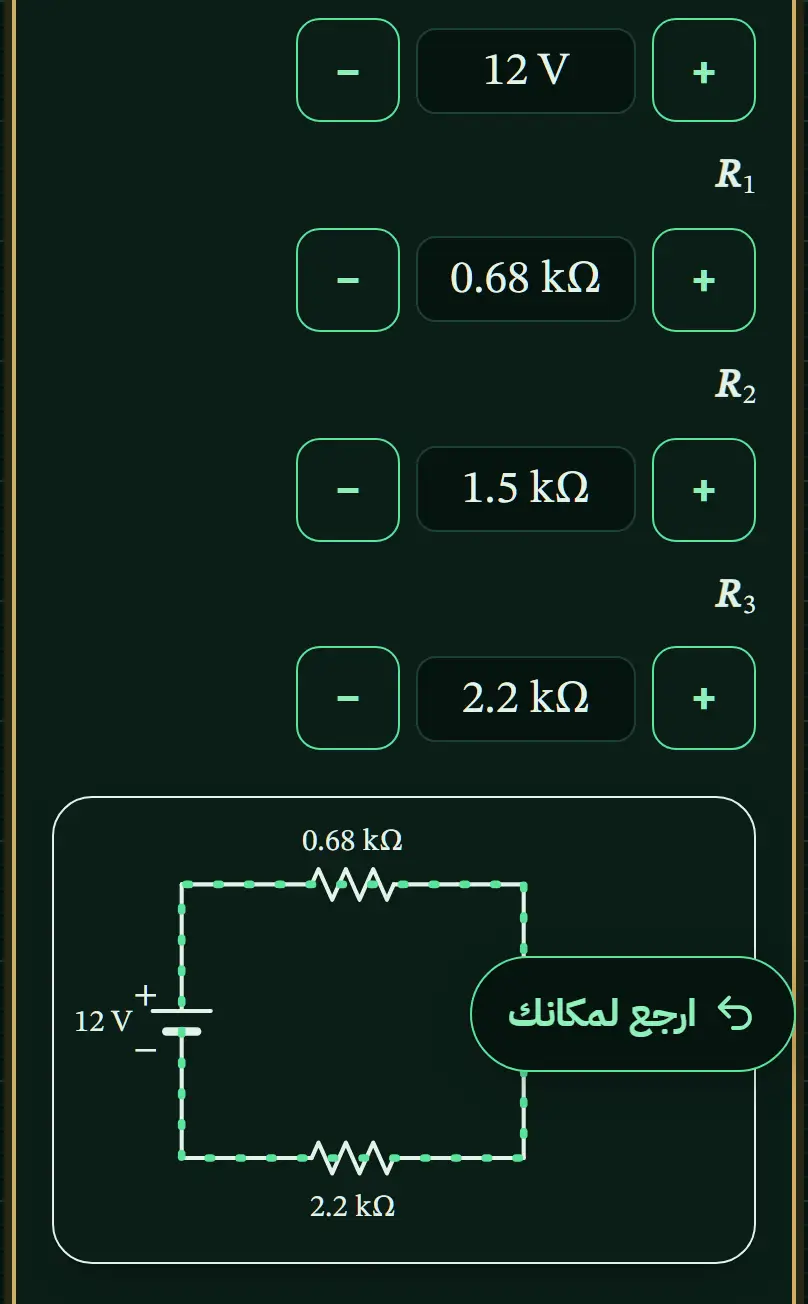 − 12 V +
R₁
− 0.68 kΩ +
R₂
− 1.5 kΩ +
R₃
− 2.2 kΩ +
0.68 kΩ
+
12 V
−
ارجع لمكانك
2.2 kΩ